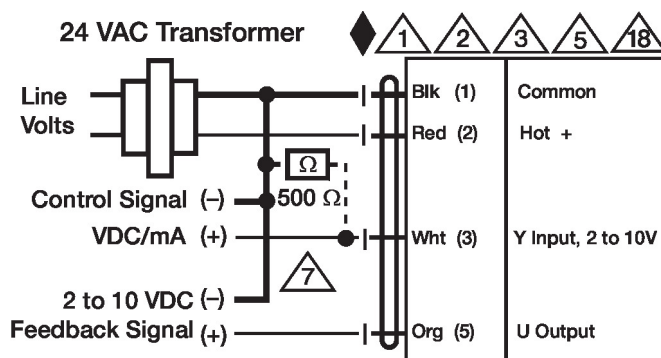 24 VAC Transformer
1 2 3 5 18
Line Volts
Blk (1) Common
Red (2) Hot +
Ω
500 Ω
Control Signal (–)
VDC/mA (+)
Wht (3) Y Input, 2 to 10V
7
2 to 10 VDC (–)
Feedback Signal (+)
Org (5) U Output